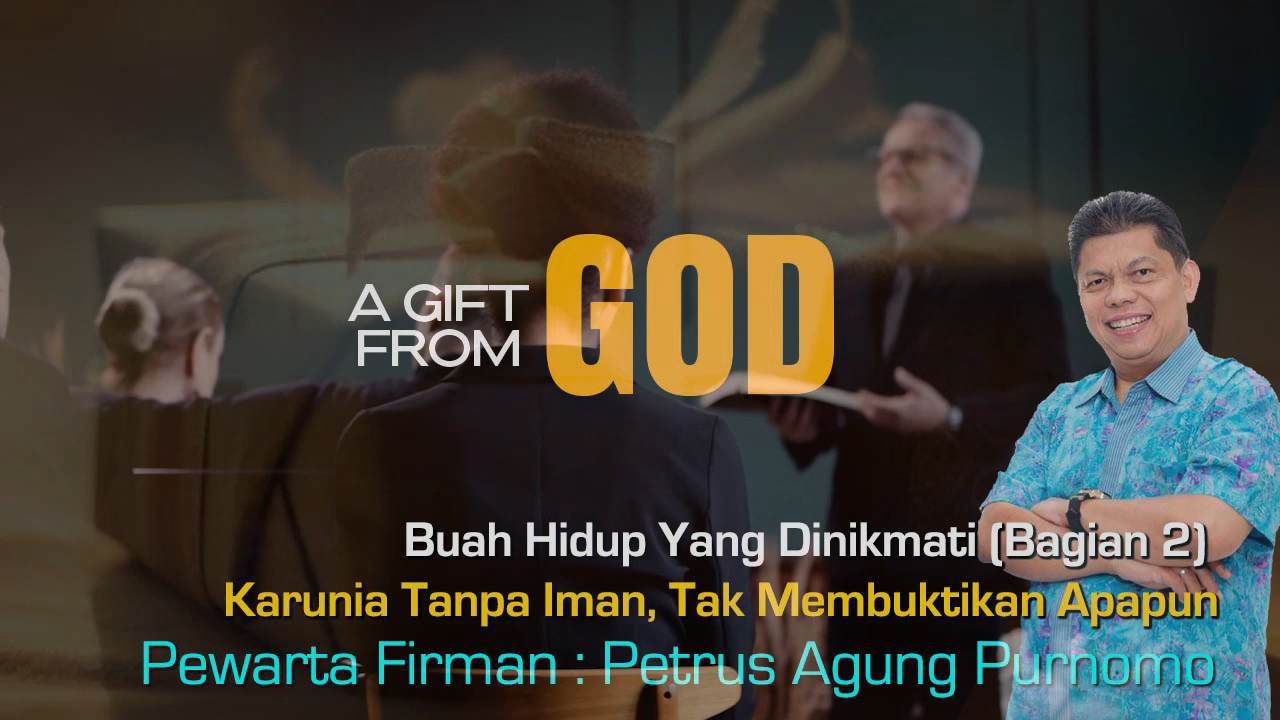 A GIFT
FROM GOD
Buah Hidup Yang Dinikmati (Bagian 2)
Karunia Tanpa Iman, Tak Membuktikan Apapun
Pewarta Firman : Petrus Agung Purnomo